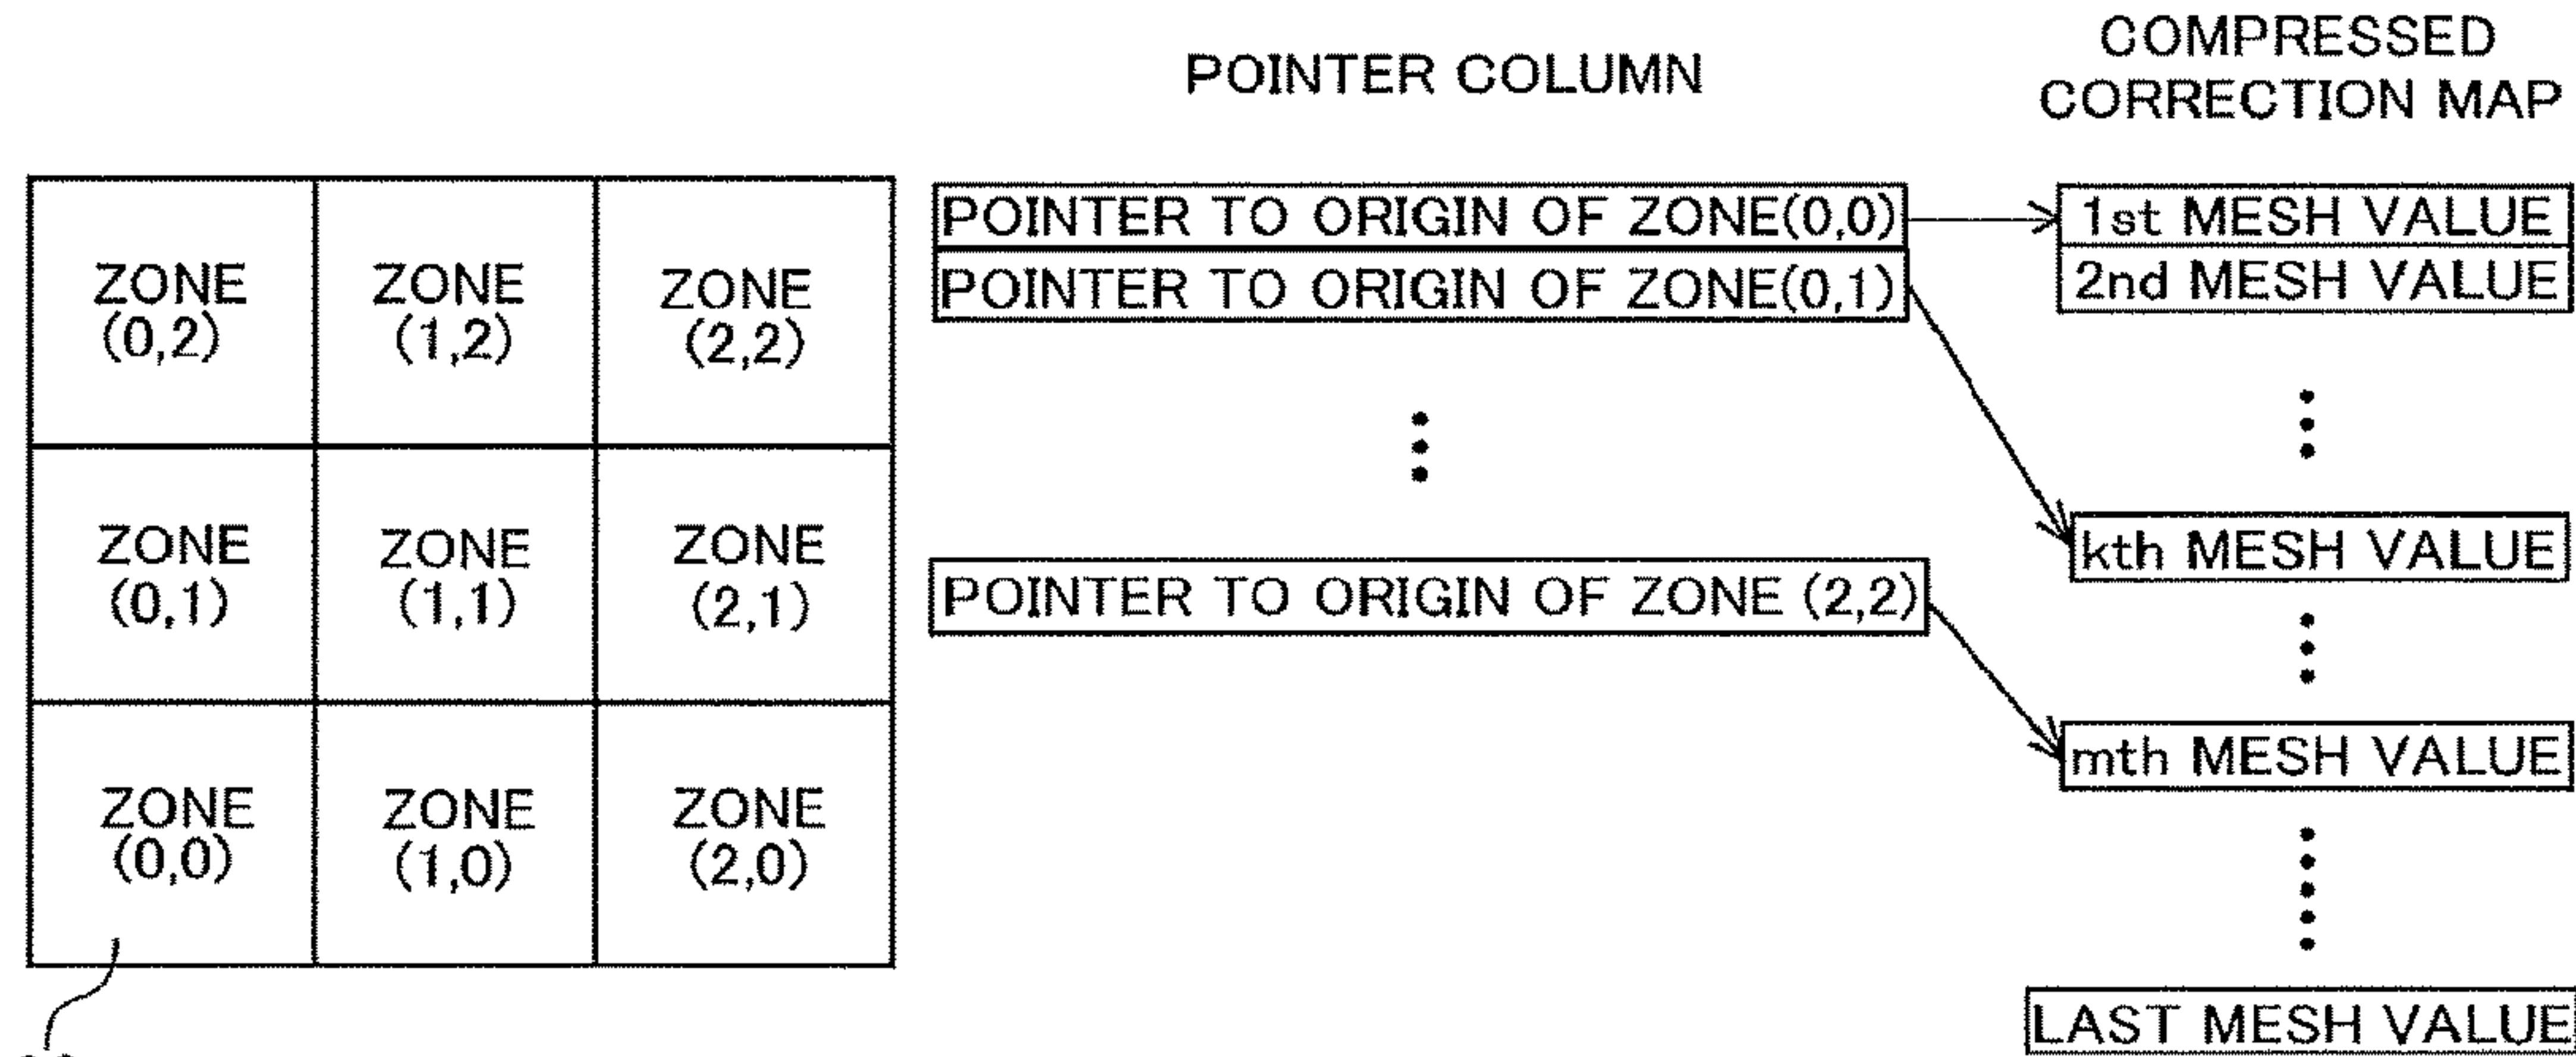 POINTER COLUMN
COMPRESSED
CORRECTION MAP
ZONE
(0,2)
ZONE
(1,2)
ZONE
(2,2)
ZONE
(0,1)
ZONE
(1,1)
ZONE
(2,1)
ZONE
(0,0)
ZONE
(1,0)
ZONE
(2,0)
POINTER TO ORIGIN OF ZONE(0,0)
POINTER TO ORIGIN OF ZONE(0,1)
POINTER TO ORIGIN OF ZONE (2,2)
1st MESH VALUE
2nd MESH VALUE
kth MESH VALUE
mth MESH VALUE
LAST MESH VALUE